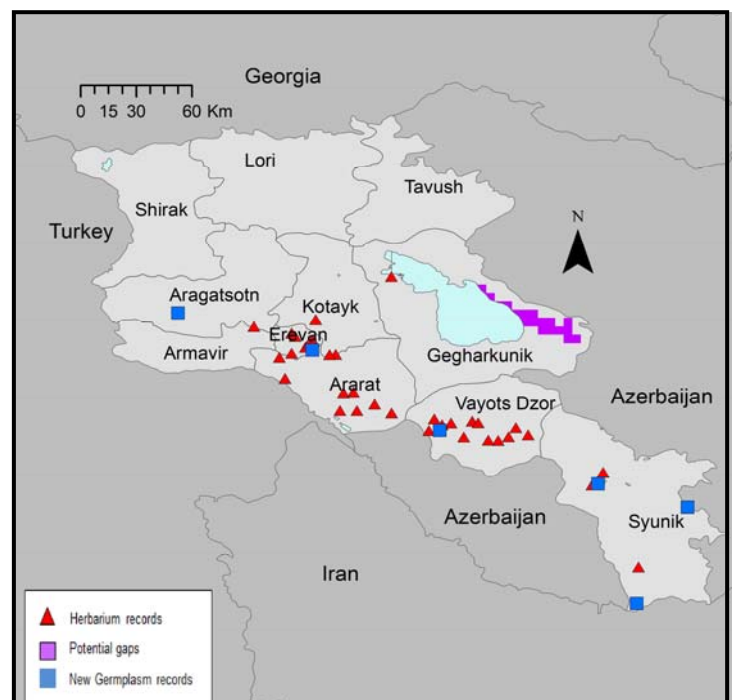 Georgia
0 15 30 60 Km
Lori
Tavush
Shirak
N
Turkey
Aragatsotn
Kotayk
Erevan
Armavir
Gegharkunik
Ararat
Azerbaijan
Vayots Dzor
Azerbaijan
Syunik
Iran
Herbarium records
Potential gaps
New Germplasm records